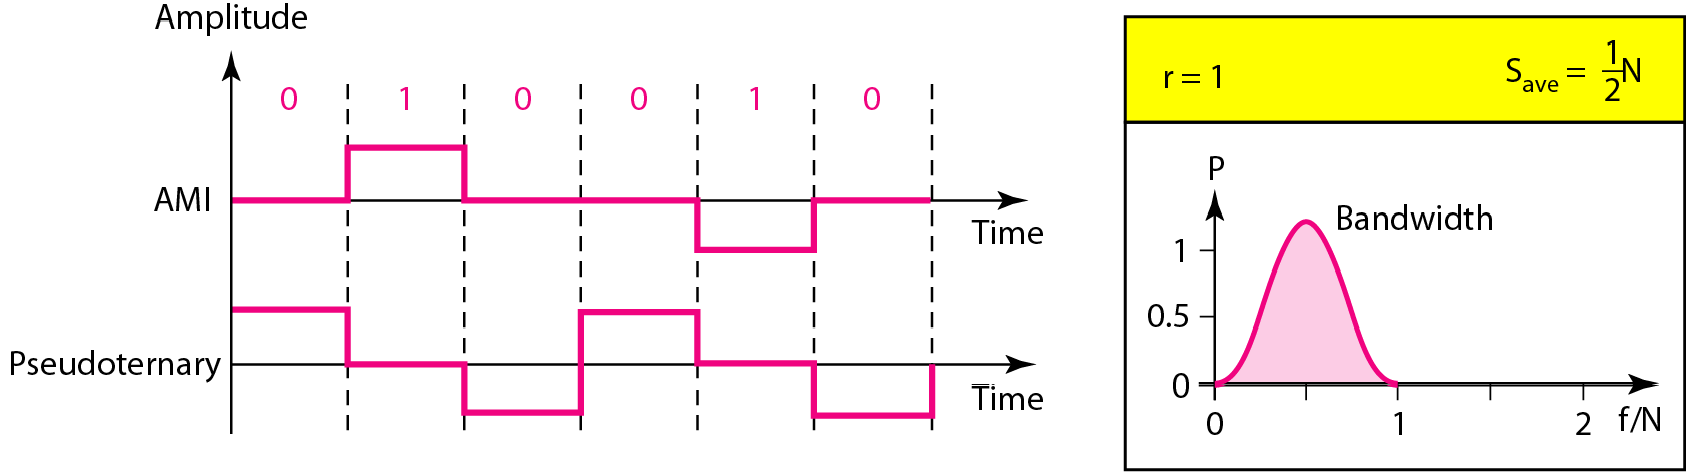 Amplitude
0 1 0 0 1 0
AMI
Time
Pseudoternary
Time
r = 1
Save = 1/2 N
P
Bandwidth
1
0.5
0
0 1 2 f/N